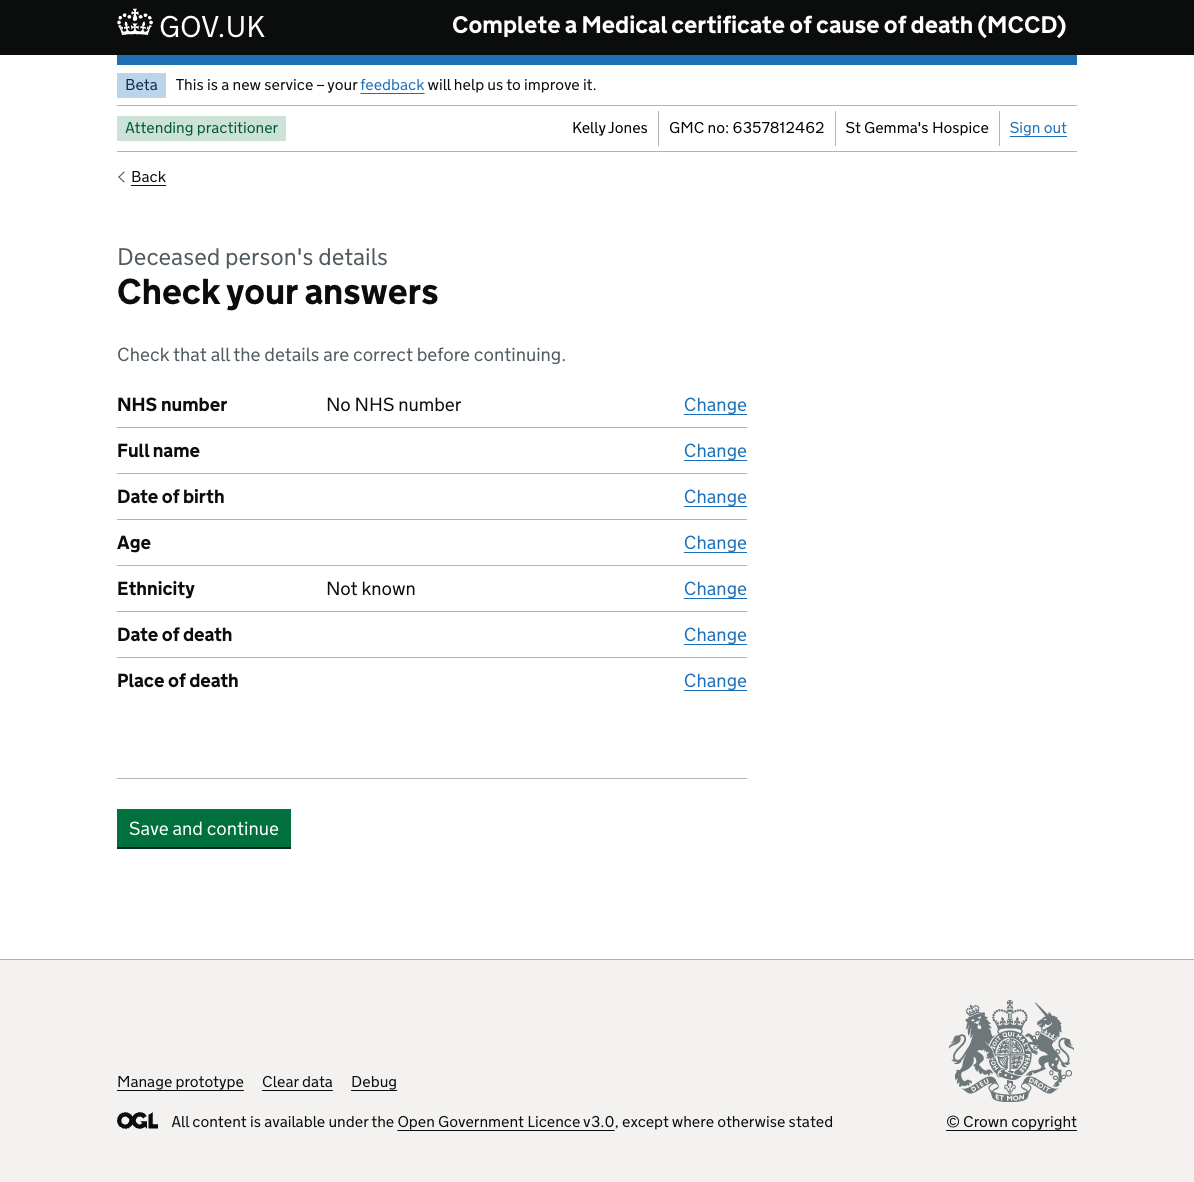 GOV.UK
Complete a Medical certificate of cause of death (MCCD)
Beta This is a new service – your feedback will help us to improve it.
Attending practitioner Kelly Jones GMC no: 6357812462 St Gemma's Hospice Sign out
Back
Deceased person's details
Check your answers
Check that all the details are correct before continuing.
NHS number No NHS number Change
Full name Change
Date of birth Change
Age Change
Ethnicity Not known Change
Date of death Change
Place of death Change
Save and continue
Manage prototype Clear data Debug
OGL All content is available under the Open Government Licence v3.0, except where otherwise stated
DIEU ET MON DROIT
© Crown copyright